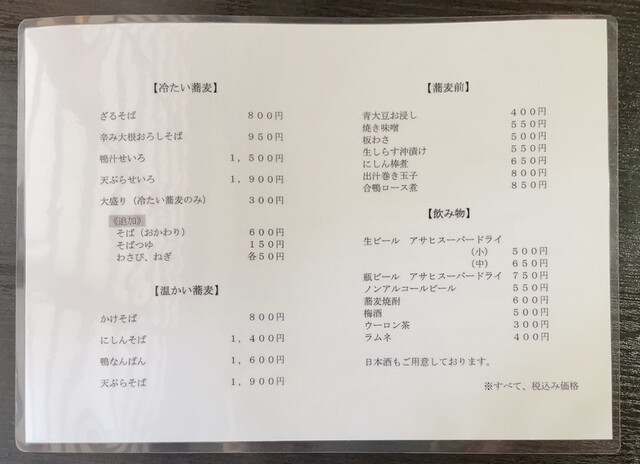 【冷たい蕎麦】
ざるそば ８００円
辛み大根おろしそば ９５０円
鴨汁せいろ １，５００円
天ぷらせいろ １，９００円
大盛り（冷たい蕎麦のみ） ３００円
《追加》
そば（おかわり） ６００円
そばつゆ １５０円
わさび、ねぎ 各５０円
【温かい蕎麦】
かけそば ８００円
にしんそば １，４００円
鴨なんばん １，６００円
天ぷらそば １，９００円
【蕎麦前】
青大豆お浸し ４００円
焼き味噌 ５５０円
板わさ ５００円
生しらす沖漬け ５５０円
にしん棒煮 ６５０円
出汁巻き玉子 ８００円
合鴨ロース煮 ８５０円
【飲み物】
生ビール アサヒスーパードライ
（小） ５００円
（中） ６５０円
瓶ビール アサヒスーパードライ ７５０円
ノンアルコールビール ５５０円
蕎麦焼酎 ６００円
梅酒 ５００円
ウーロン茶 ３００円
ラムネ ４００円
日本酒もご用意しております。
※すべて、税込み価格